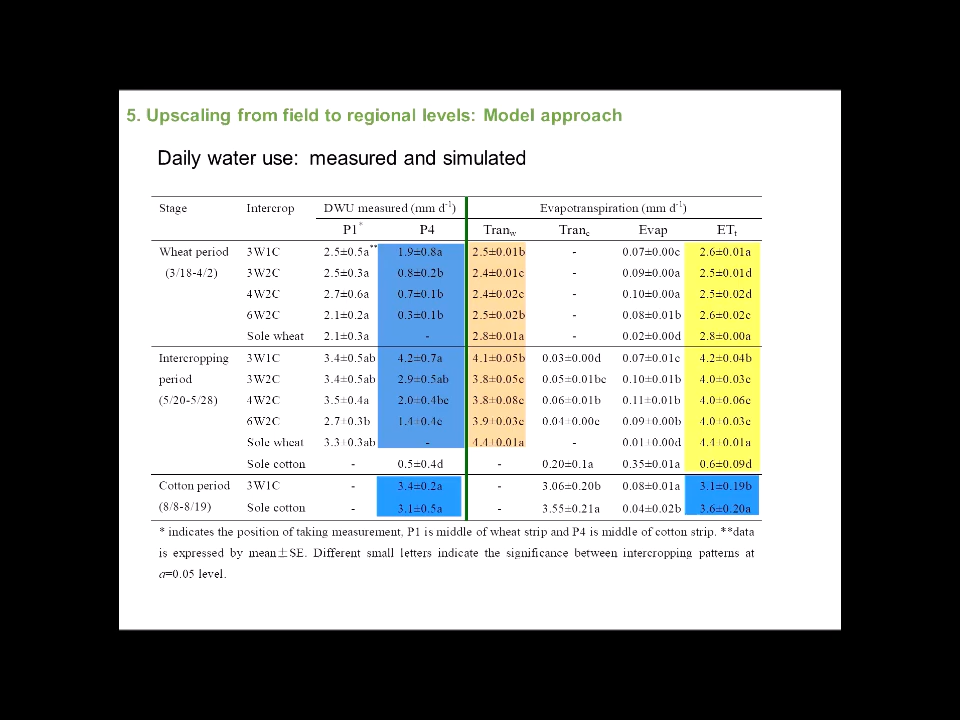 5. Upscaling from field to regional levels: Model approach
Daily water use: measured and simulated
Stage Intercrop DWU measured (mm d-1) Evapotranspiration (mm d-1)
P1* P4 Tranw Tranc Evap ETt
Wheat period 3W1C 2.5±0.5a** 1.9±0.8a 2.5±0.01b - 0.07±0.00c 2.6±0.01a
(3/18-4/2) 3W2C 2.5±0.3a 0.8±0.2b 2.4±0.01c - 0.09±0.00a 2.5±0.01d
4W2C 2.7±0.6a 0.7±0.1b 2.4±0.02c - 0.10±0.00a 2.5±0.02d
6W2C 2.1±0.2a 0.3±0.1b 2.5±0.02b - 0.08±0.01b 2.6±0.02c
Sole wheat 2.1±0.3a - 2.8±0.01a - 0.02±0.00d 2.8±0.00a
Intercropping 3W1C 3.4±0.5ab 4.2±0.7a 4.1±0.05b 0.03±0.00d 0.07±0.01c 4.2±0.04b
period 3W2C 3.4±0.5ab 2.9±0.5ab 3.8±0.05c 0.05±0.01bc 0.10±0.01b 4.0±0.03c
(5/20-5/28) 4W2C 3.5±0.4a 2.0±0.4bc 3.8±0.08c 0.06±0.01b 0.11±0.01b 4.0±0.06c
6W2C 2.7±0.3b 1.4±0.4c 3.9±0.03c 0.04±0.00c 0.09±0.00b 4.0±0.03c
Sole wheat 3.3±0.3ab - 4.4±0.01a - 0.01±0.00d 4.4±0.01a
Sole cotton - 0.5±0.4d - 0.20±0.1a 0.35±0.01a 0.6±0.09d
Cotton period 3W1C - 3.4±0.2a - 3.06±0.20b 0.08±0.01a 3.1±0.19b
(8/8-8/19) Sole cotton - 3.1±0.5a - 3.55±0.21a 0.04±0.02b 3.6±0.20a
* indicates the position of taking measurement, P1 is middle of wheat strip and P4 is middle of cotton strip. **data
is expressed by mean±SE. Different small letters indicate the significance between intercropping patterns at
a=0.05 level.